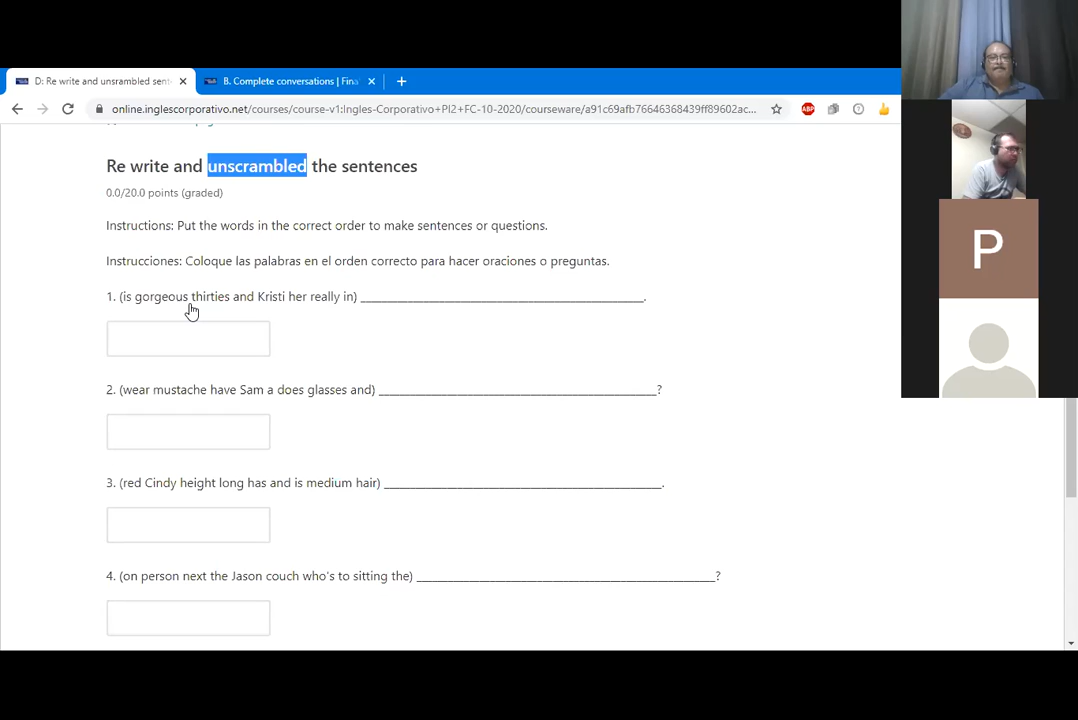 D: Re write and unsrambled sent
B. Complete conversations | Fina
online.inglescorporativo.net/courses/course-v1:Ingles-Corporativo+PI2+FC-10-2020/courseware/a91c69afb76646368439ff89602ac...
ABP
Re write and unscrambled the sentences
0.0/20.0 points (graded)
Instructions: Put the words in the correct order to make sentences or questions.
Instrucciones: Coloque las palabras en el orden correcto para hacer oraciones o preguntas.
1. (is gorgeous thirties and Kristi her really in) ________________________________________.
2. (wear mustache have Sam a does glasses and) ________________________________________?
3. (red Cindy height long has and is medium hair) ________________________________________.
4. (on person next the Jason couch who's to sitting the) ___________________________________________?
P